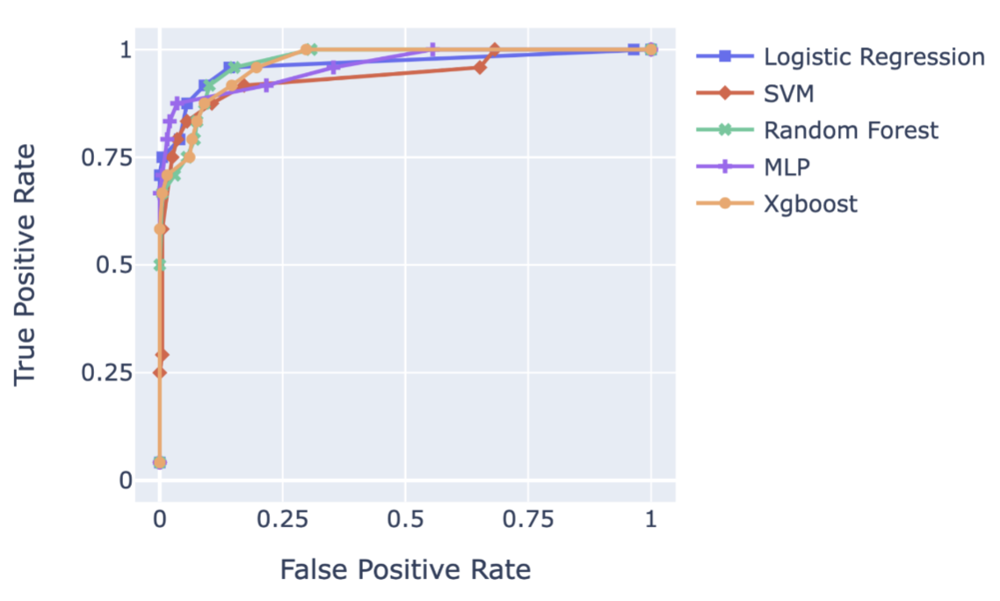 True Positive Rate
1
0.75
0.5
0.25
0
0
0.25
0.5
0.75
1
False Positive Rate
Logistic Regression
SVM
Random Forest
MLP
Xgboost